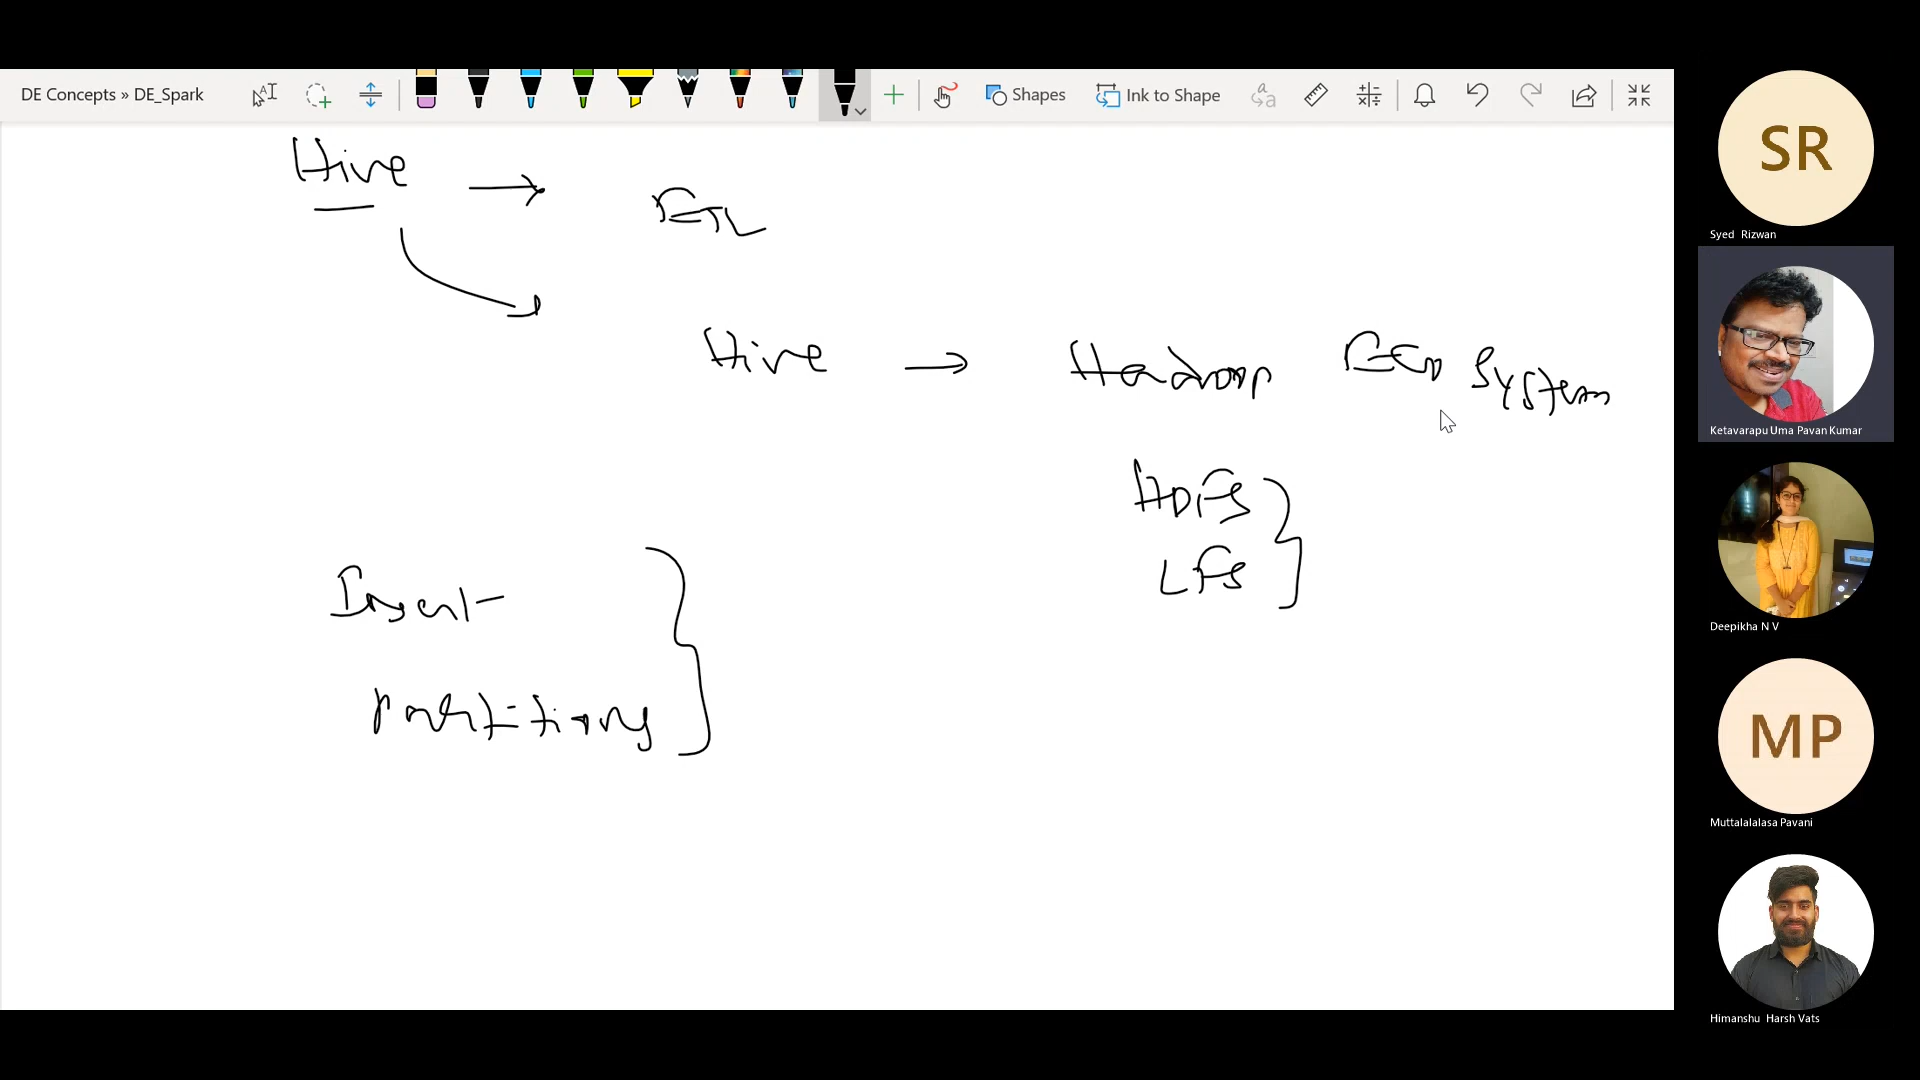 DE Concepts » DE_Spark
Shapes
Ink to Shape
Hive → ETL
Hive → Hadoop Eco System
HDFS
LFS
Insert
Partitions
SR
Syed Rizwan
Ketavarapu Uma Pavan Kumar
Deepikha N V
MP
Muttalalalasa Pavani
Himanshu Harsh Vats